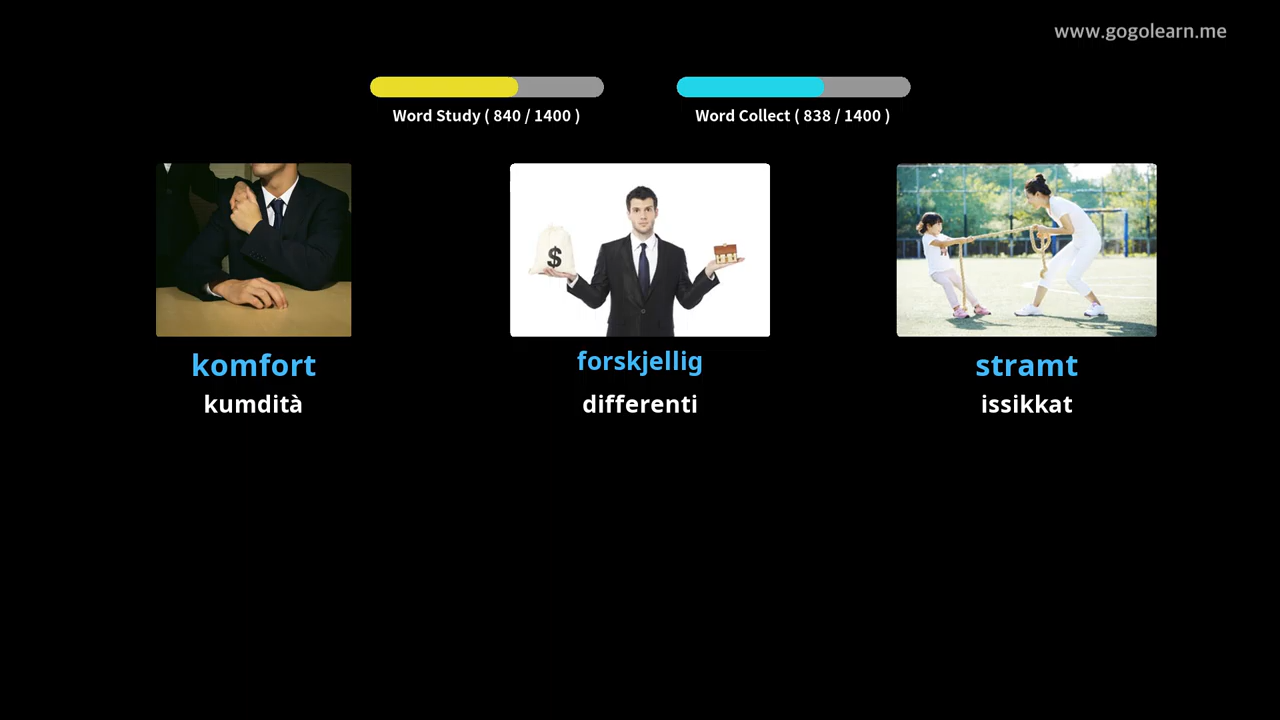 www.gogolearn.me
Word Study ( 840 / 1400 )
Word Collect ( 838 / 1400 )
$
komfort
forskjellig
stramt
kumdità
differenti
issikkat